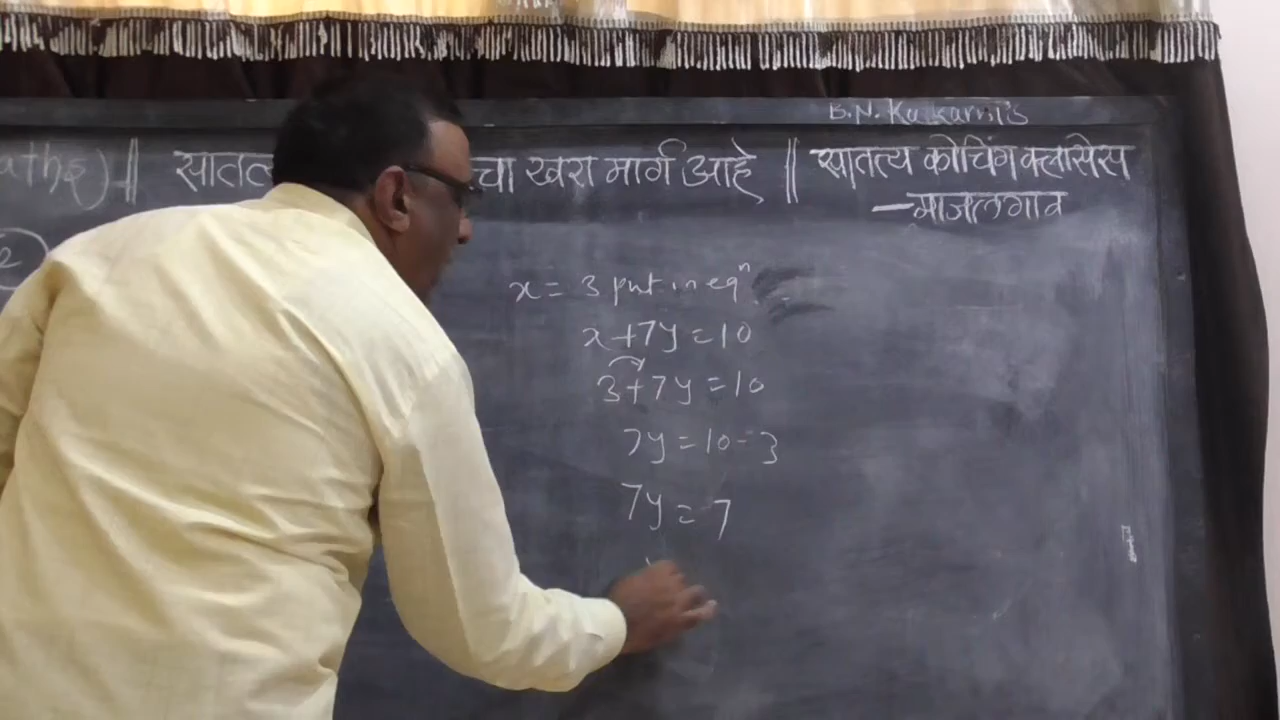 B.N. Kulkarni's
aths) || सातत्य चा खरा मार्ग आहे || सातत्य कोचिंग क्लासेस
– माजलगाव
2
x = 3 put in eqⁿ
x + 7y = 10
3 + 7y = 10
7y = 10 - 3
7y = 7